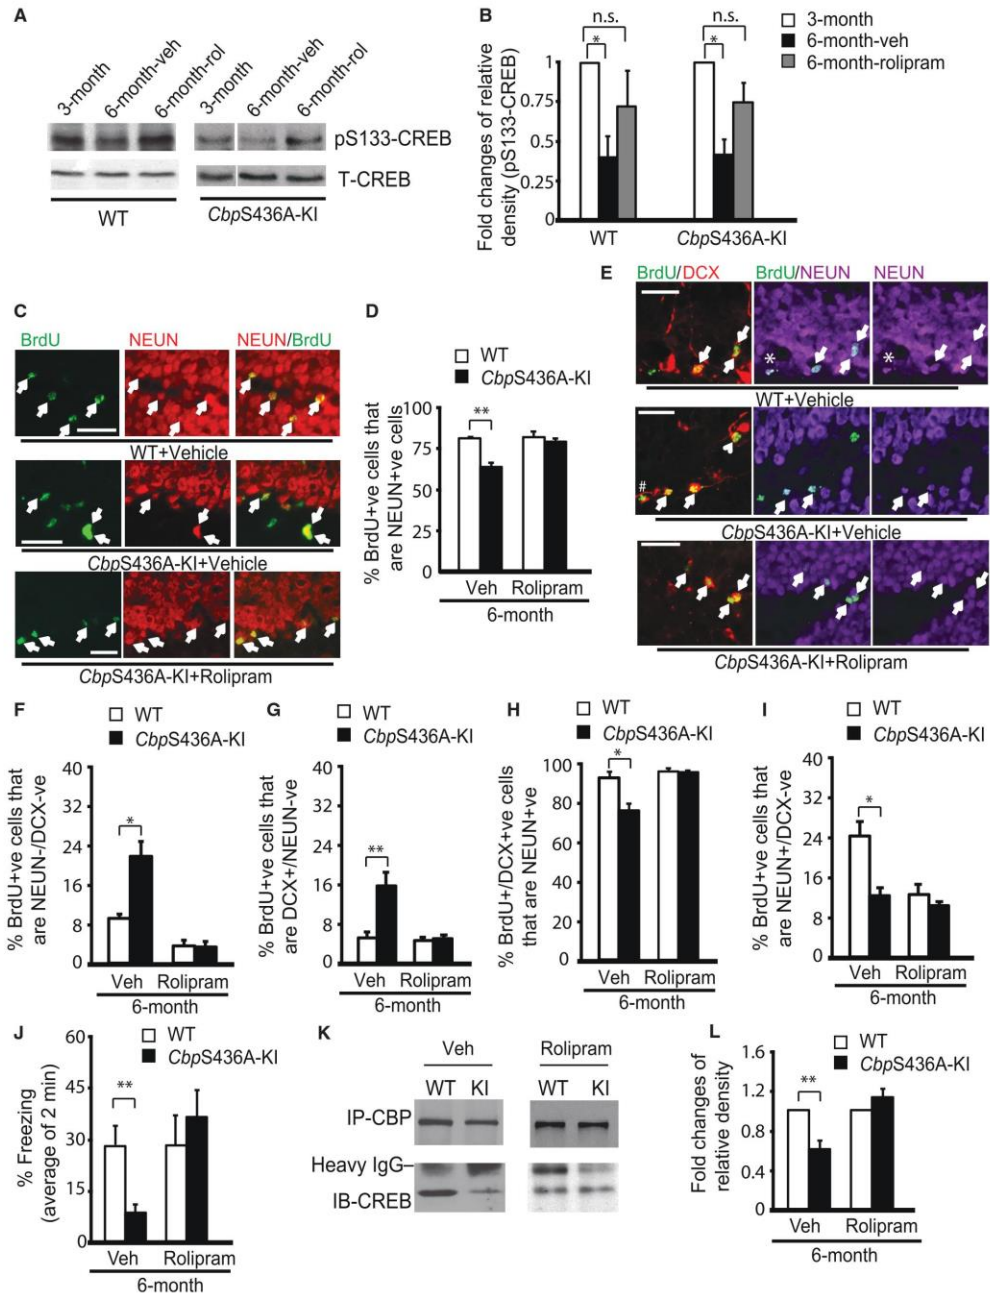 A
3-month
6-month-veh
6-month-rol
3-month
6-month-veh
6-month-rol
pS133-CREB
T-CREB
WT
CbpS436A-KI
B
n.s.
n.s.
*
*
3-month
6-month-veh
6-month-rolipram
Fold changes of relative
density (pS133-CREB)
1
0.75
0.5
0.25
0
WT
CbpS436A-KI
C
BrdU
NEUN
NEUN/BrdU
WT+Vehicle
CbpS436A-KI+Vehicle
CbpS436A-KI+Rolipram
D
WT
CbpS436A-KI
% BrdU+ve cells that
are NEUN+ve cells
100
75
50
25
0
**
Veh
Rolipram
6-month
E
BrdU/DCX
BrdU/NEUN
NEUN
*
*
WT+Vehicle
#
CbpS436A-KI+Vehicle
CbpS436A-KI+Rolipram
F
WT
CbpS436A-KI
% BrdU+ve cells that
are NEUN-/DCX-ve
40
32
24
16
8
0
*
Veh
Rolipram
6-month
G
WT
CbpS436A-KI
% BrdU+ve cells that
are DCX+/NEUN-ve
40
32
24
16
8
0
**
Veh
Rolipram
6-month
H
WT
CbpS436A-KI
% BrdU+/DCX+ve cells
that are NEUN+ve
100
80
60
40
20
0
*
Veh
Rolipram
6-month
I
WT
CbpS436A-KI
% BrdU+ve cells that
are NEUN+/DCX-ve
40
32
24
16
8
0
*
Veh
Rolipram
6-month
J
WT
CbpS436A-KI
% Freezing
(average of 2 min)
60
45
30
15
0
**
Veh
Rolipram
6-month
K
Veh
Rolipram
WT
KI
WT
KI
IP-CBP
Heavy IgG–
IB-CREB
L
WT
CbpS436A-KI
Fold changes of
relative density
1.6
1.2
0.8
0.4
0
**
Veh
Rolipram
6-month